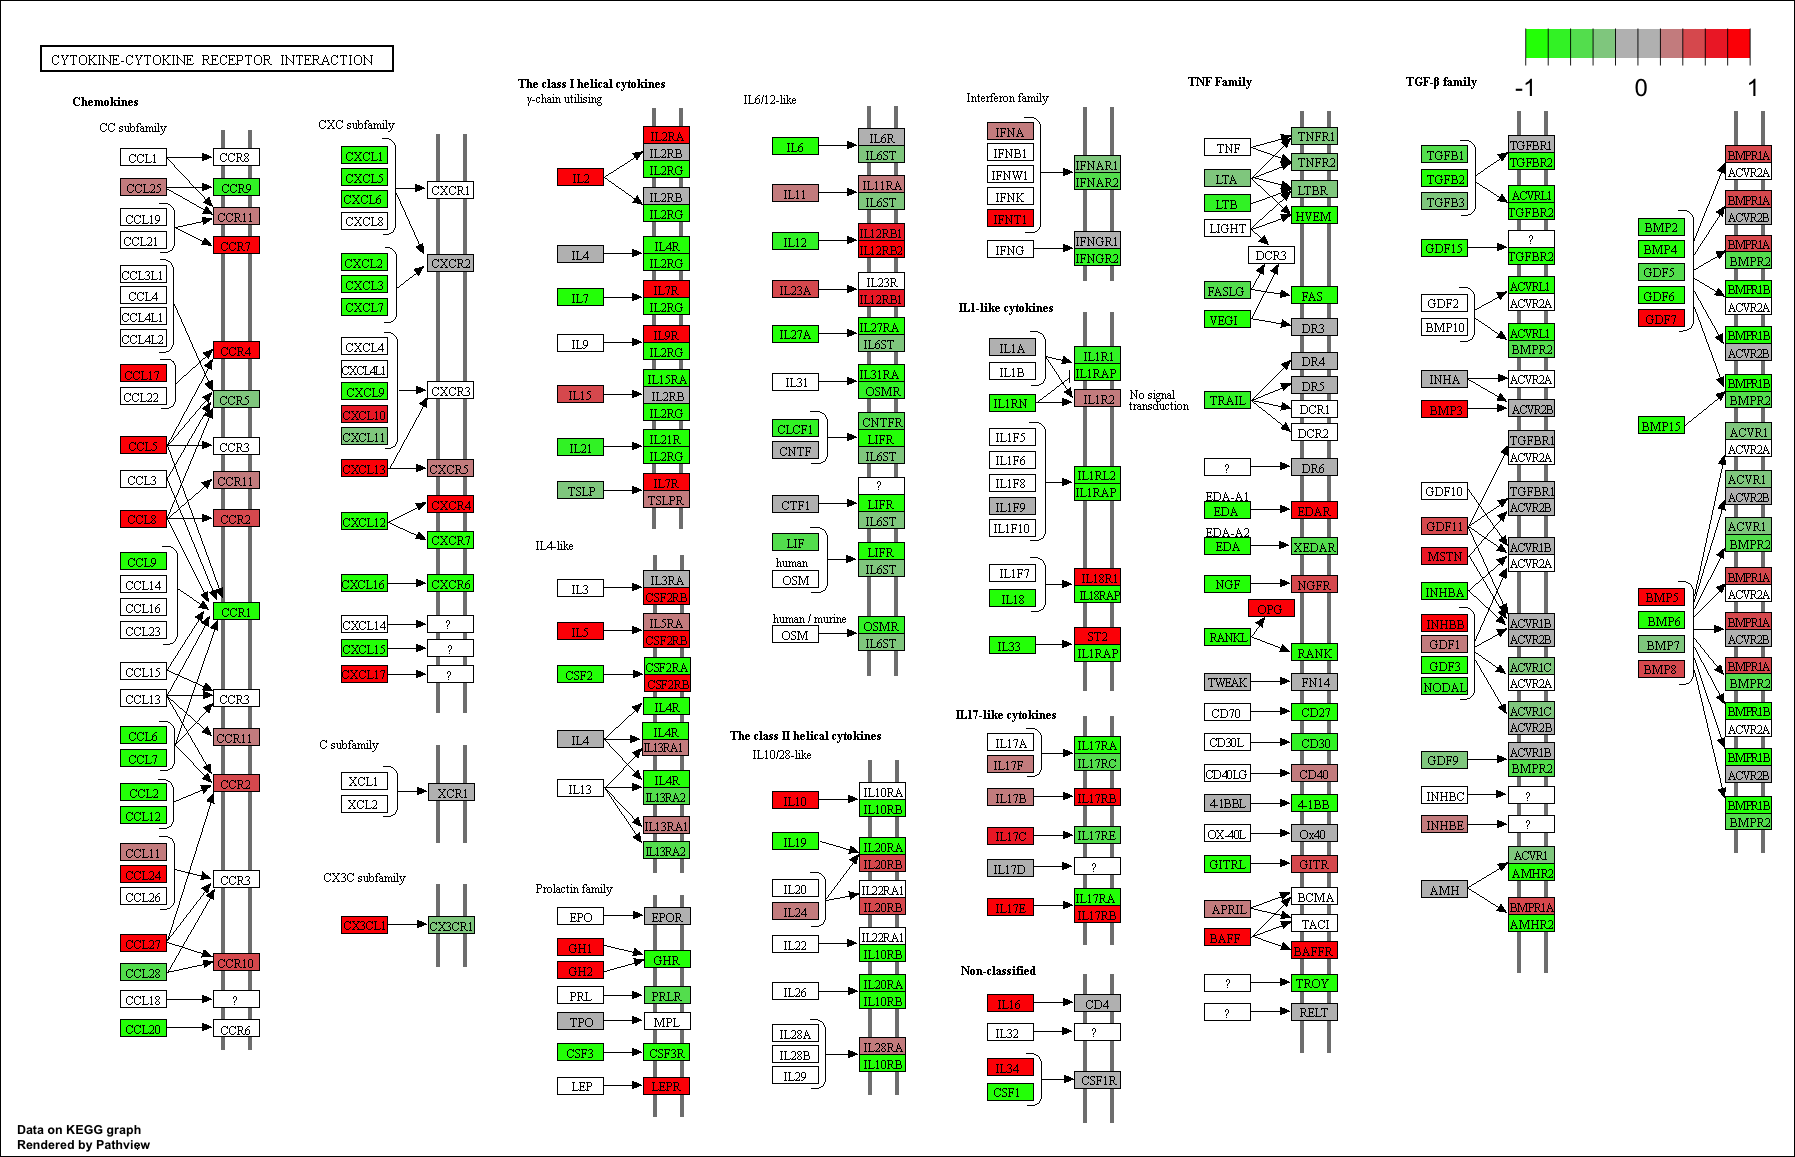 CYTOKINE-CYTOKINE RECEPTOR INTERACTION
-1
0
0
1
Chemokines
CC subfamily
CCL1
CCR8
CCL25
CCR9
CCL19
CCR11
CCL21
CCR7
CCL3L1
CCL4
CCL4L1
CCL4L2
CCR4
CCL17
CCL22
CCR5
CCL5
CCR3
CCL3
CCR11
CCL8
CCR2
CCL9
CCL14
CCL16
CCR1
CCL23
CCL15
CCL13
CCR3
CCL6
CCR11
CCL7
CCR2
CCL2
CCL12
CCL11
CCL24
CCR3
CCL26
CCL27
CCR10
CCL28
CCL18
?
CCL20
CCR6
CXC subfamily
CXCL1
CXCL5
CXCR1
CXCL6
CXCL8
CXCL2
CXCR2
CXCL3
CXCL7
CXCL4
CXCL4L1
CXCL9
CXCR3
CXCL10
CXCL11
CXCL13
CXCR5
CXCR4
CXCL12
CXCR7
CXCL16
CXCR6
CXCL14
?
CXCL15
?
CXCL17
?
C subfamily
XCL1
XCR1
XCL2
CX3C subfamily
CX3CL1
CX3CR1
The class I helical cytokines
γ-chain utilising
IL2RA
IL2RB
IL2RG
IL2
IL2RB
IL2RG
IL4
IL4R
IL2RG
IL7
IL7R
IL2RG
IL9
IL9R
IL2RG
IL15
IL15RA
IL2RB
IL2RG
IL21
IL21R
IL2RG
TSLP
IL7R
TSLPR
IL4-like
IL3
IL3RA
CSF2RB
IL5
IL5RA
CSF2RB
CSF2
CSF2RA
CSF2RB
IL4R
IL4
IL4R
IL13RA1
IL13
IL4R
IL13RA2
IL13RA1
IL13RA2
Prolactin family
EPO
EPOR
GH1
GH2
GHR
PRL
PRLR
TPO
MPL
CSF3
CSF3R
LEP
LEPR
IL6/12-like
IL6
IL6R
IL6ST
IL11
IL11RA
IL6ST
IL12
IL12RB1
IL12RB2
IL23A
IL23R
IL12RB1
IL27A
IL27RA
IL6ST
IL31
IL31RA
OSMR
CLCF1
CNTF
CNTFR
LIFR
IL6ST
CTF1
?
LIFR
IL6ST
LIF
human
OSM
LIFR
IL6ST
human / murine
OSM
OSMR
IL6ST
The class II helical cytokines
IL10/28-like
IL10
IL10RA
IL10RB
IL19
IL20RA
IL20RB
IL20
IL24
IL22RA1
IL20RB
IL22
IL22RA1
IL10RB
IL26
IL20RA
IL10RB
IL28A
IL28B
IL29
IL28RA
IL10RB
Interferon family
IFNA
IFNB1
IFNW1
IFNK
IFNT1
IFNAR1
IFNAR2
IFNG
IFNGR1
IFNGR2
IL1-like cytokines
IL1A
IL1B
IL1RN
IL1R1
IL1RAP
IL1R2
No signal
transduction
IL1F5
IL1F6
IL1F8
IL1F9
IL1F10
IL1RL2
IL1RAP
IL1F7
IL18
IL18R1
IL18RAP
IL33
ST2
IL1RAP
IL17-like cytokines
IL17A
IL17F
IL17RA
IL17RC
IL17B
IL17RB
IL17C
IL17RE
IL17D
?
IL17E
IL17RA
IL17RB
Non-classified
IL16
CD4
IL32
?
IL34
CSF1
CSF1R
TNF Family
TNF
TNFR1
TNFR2
LTA
LTBR
LTB
HVEM
LIGHT
DCR3
FASLG
FAS
VEGI
DR3
DR4
DR5
TRAIL
DCR1
DCR2
?
DR6
EDA-A1
EDA
EDAR
EDA-A2
EDA
XEDAR
NGF
NGFR
OPG
RANKL
RANK
TWEAK
FN14
CD70
CD27
CD30L
CD30
CD40LG
CD40
4-1BBL
4-1BB
OX-40L
Ox40
GITRL
GITR
APRIL
BCMA
TACI
BAFF
BAFFR
?
TROY
?
RELT
TGF-β family
TGFB1
TGFB2
TGFB3
TGFBR1
TGFBR2
ACVRL1
TGFBR2
GDF15
?
TGFBR2
GDF2
BMP10
ACVRL1
ACVR2A
ACVRL1
BMPR2
INHA
ACVR2A
BMP3
ACVR2B
TGFBR1
ACVR2A
GDF10
TGFBR1
ACVR2B
GDF11
MSTN
ACVR1B
ACVR2A
INHBA
INHBB
GDF1
GDF3
NODAL
ACVR1B
ACVR2B
ACVR1C
ACVR2A
ACVR1C
ACVR2B
GDF9
ACVR1B
BMPR2
INHBC
?
INHBE
?
AMH
ACVR1
AMHR2
BMPR1A
AMHR2
BMP2
BMP4
GDF5
GDF6
GDF7
BMP15
BMPR1A
ACVR2A
BMPR1A
ACVR2B
BMPR1A
BMPR2
BMPR1B
ACVR2A
BMPR1B
ACVR2B
BMPR1B
BMPR2
BMP5
BMP6
BMP7
BMP8
ACVR1
ACVR2A
ACVR1
ACVR2B
ACVR1
BMPR2
BMPR1A
ACVR2A
BMPR1A
ACVR2B
BMPR1A
BMPR2
BMPR1B
ACVR2A
BMPR1B
ACVR2B
BMPR1B
BMPR2
Data on KEGG graph
Rendered by Pathview